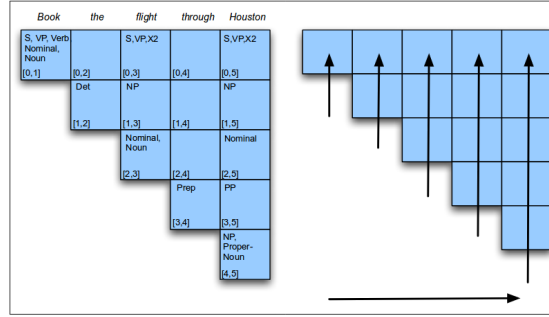 Book the flight through Houston
S, VP, Verb, Nominal, Noun
[0,1]
[0,2]
S,VP,X2
[0,3]
[0,4]
S,VP,X2
[0,5]
Det
[1,2]
NP
[1,3]
[1,4]
NP
[1,5]
Nominal,
Noun
[2,3]
[2,4]
Nominal
[2,5]
Prep
[3,4]
PP
[3,5]
NP,
Proper-
Noun
[4,5]